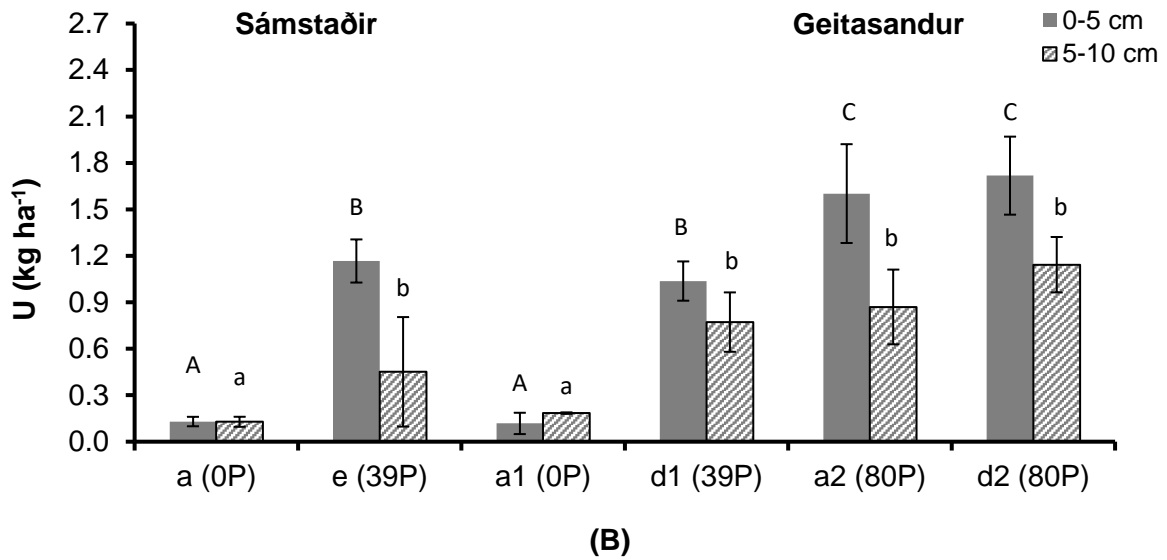 Sámstaðir
Geitasandur
0-5 cm
5-10 cm
U (kg ha⁻¹)
2.7
2.4
2.1
1.8
1.5
1.2
0.9
0.6
0.3
0.0
A
a
B
b
A
a
B
b
C
b
C
b
a (0P)
e (39P)
a1 (0P)
d1 (39P)
a2 (80P)
d2 (80P)
(B)